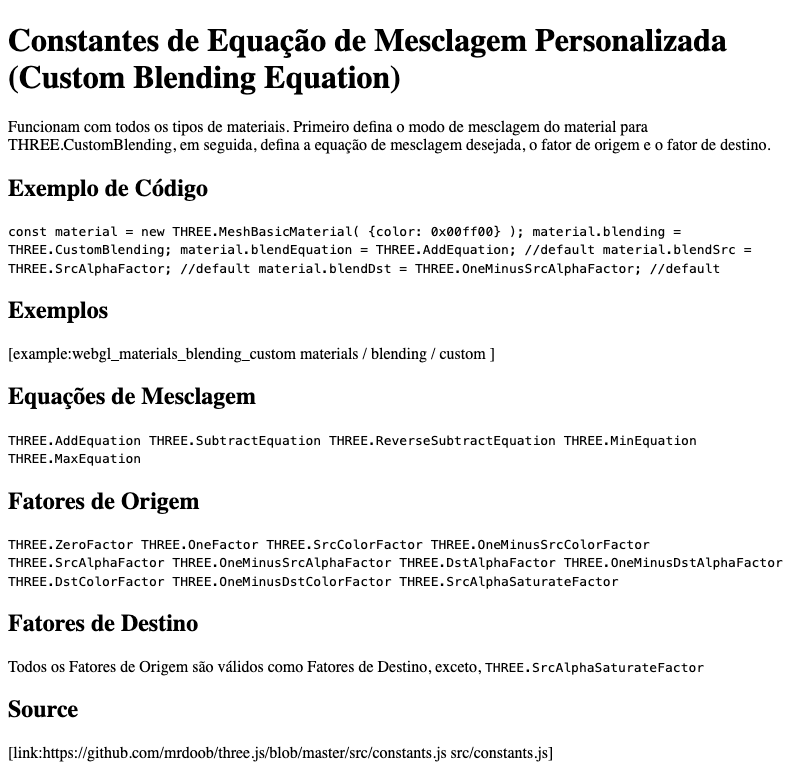 Constantes de Equação de Mesclagem Personalizada
(Custom Blending Equation)
Funcionam com todos os tipos de materiais. Primeiro defina o modo de mesclagem do material para
THREE.CustomBlending, em seguida, defina a equação de mesclagem desejada, o fator de origem e o fator de destino.
Exemplo de Código
const material = new THREE.MeshBasicMaterial( {color: 0x00ff00} ); material.blending =
THREE.CustomBlending; material.blendEquation = THREE.AddEquation; //default material.blendSrc =
THREE.SrcAlphaFactor; //default material.blendDst = THREE.OneMinusSrcAlphaFactor; //default
Exemplos
[example:webgl_materials_blending_custom materials / blending / custom ]
Equações de Mesclagem
THREE.AddEquation THREE.SubtractEquation THREE.ReverseSubtractEquation THREE.MinEquation
THREE.MaxEquation
Fatores de Origem
THREE.ZeroFactor THREE.OneFactor THREE.SrcColorFactor THREE.OneMinusSrcColorFactor
THREE.SrcAlphaFactor THREE.OneMinusSrcAlphaFactor THREE.DstAlphaFactor THREE.OneMinusDstAlphaFactor
THREE.DstColorFactor THREE.OneMinusDstColorFactor THREE.SrcAlphaSaturateFactor
Fatores de Destino
Todos os Fatores de Origem são válidos como Fatores de Destino, exceto, THREE.SrcAlphaSaturateFactor
Source
[link:https://github.com/mrdoob/three.js/blob/master/src/constants.js src/constants.js]